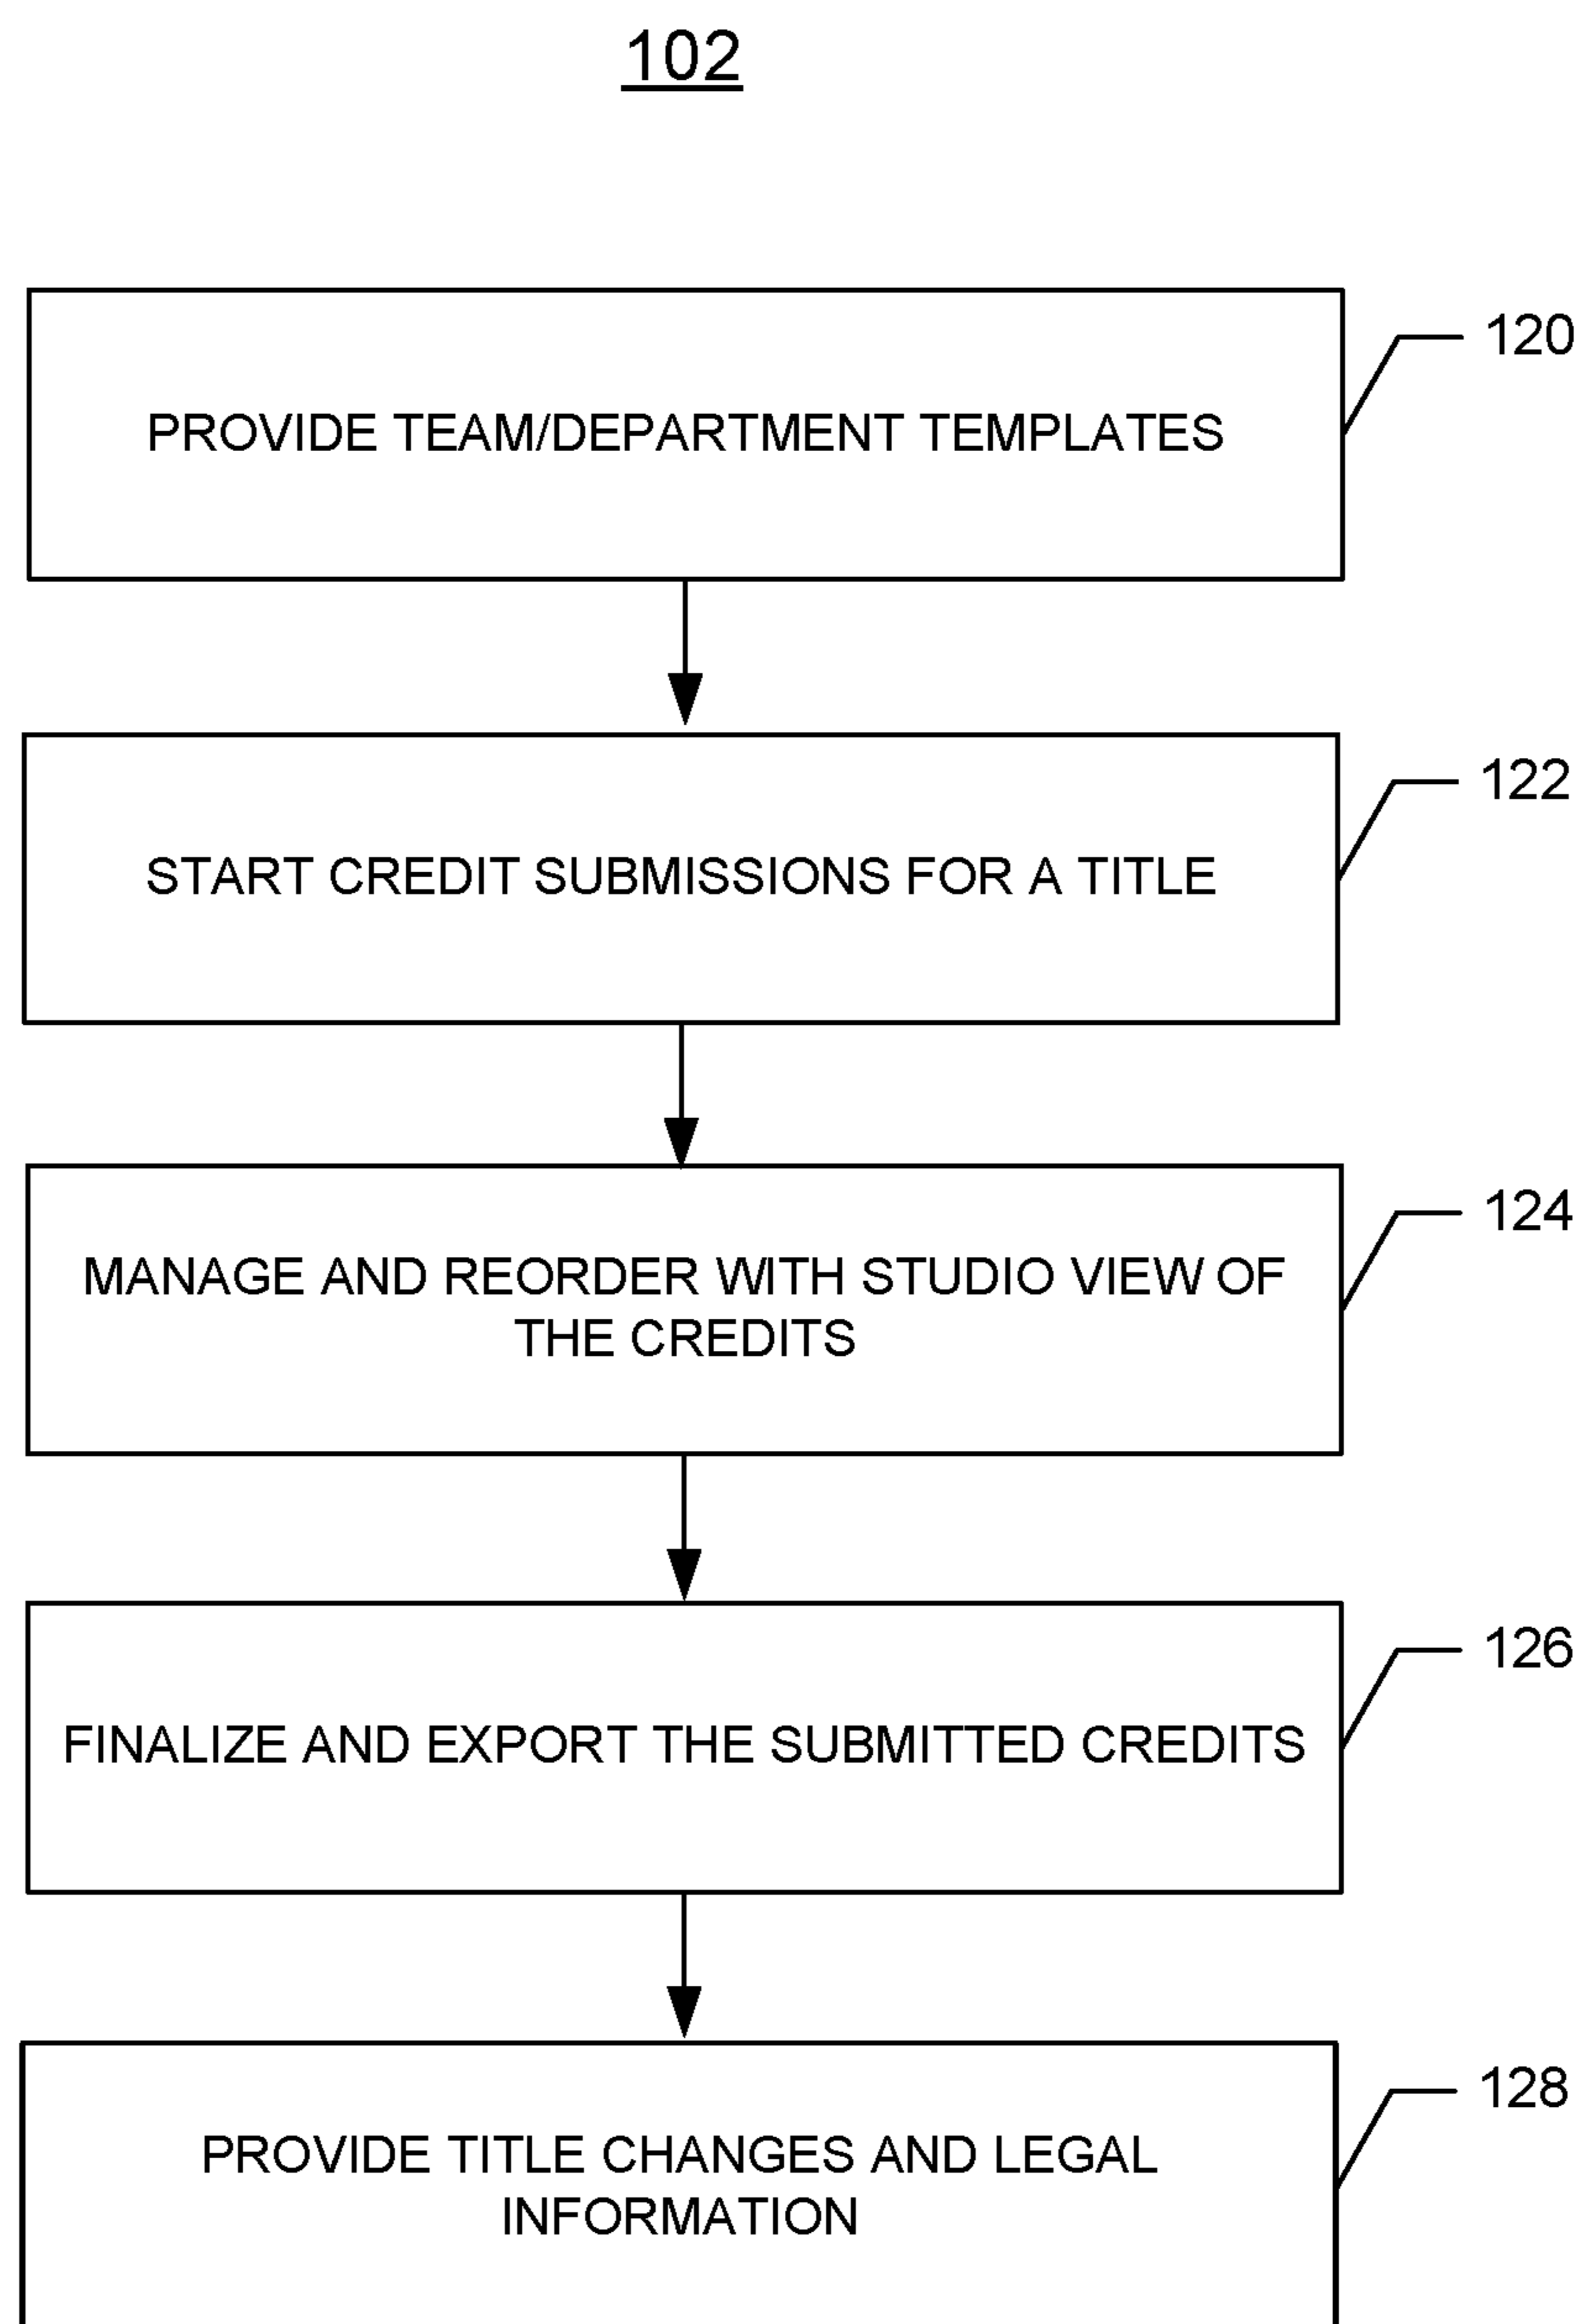 102
120
PROVIDE TEAM/DEPARTMENT TEMPLATES
122
START CREDIT SUBMISSIONS FOR A TITLE
124
MANAGE AND REORDER WITH STUDIO VIEW OF
THE CREDITS
126
FINALIZE AND EXPORT THE SUBMITTED CREDITS
128
PROVIDE TITLE CHANGES AND LEGAL
INFORMATION